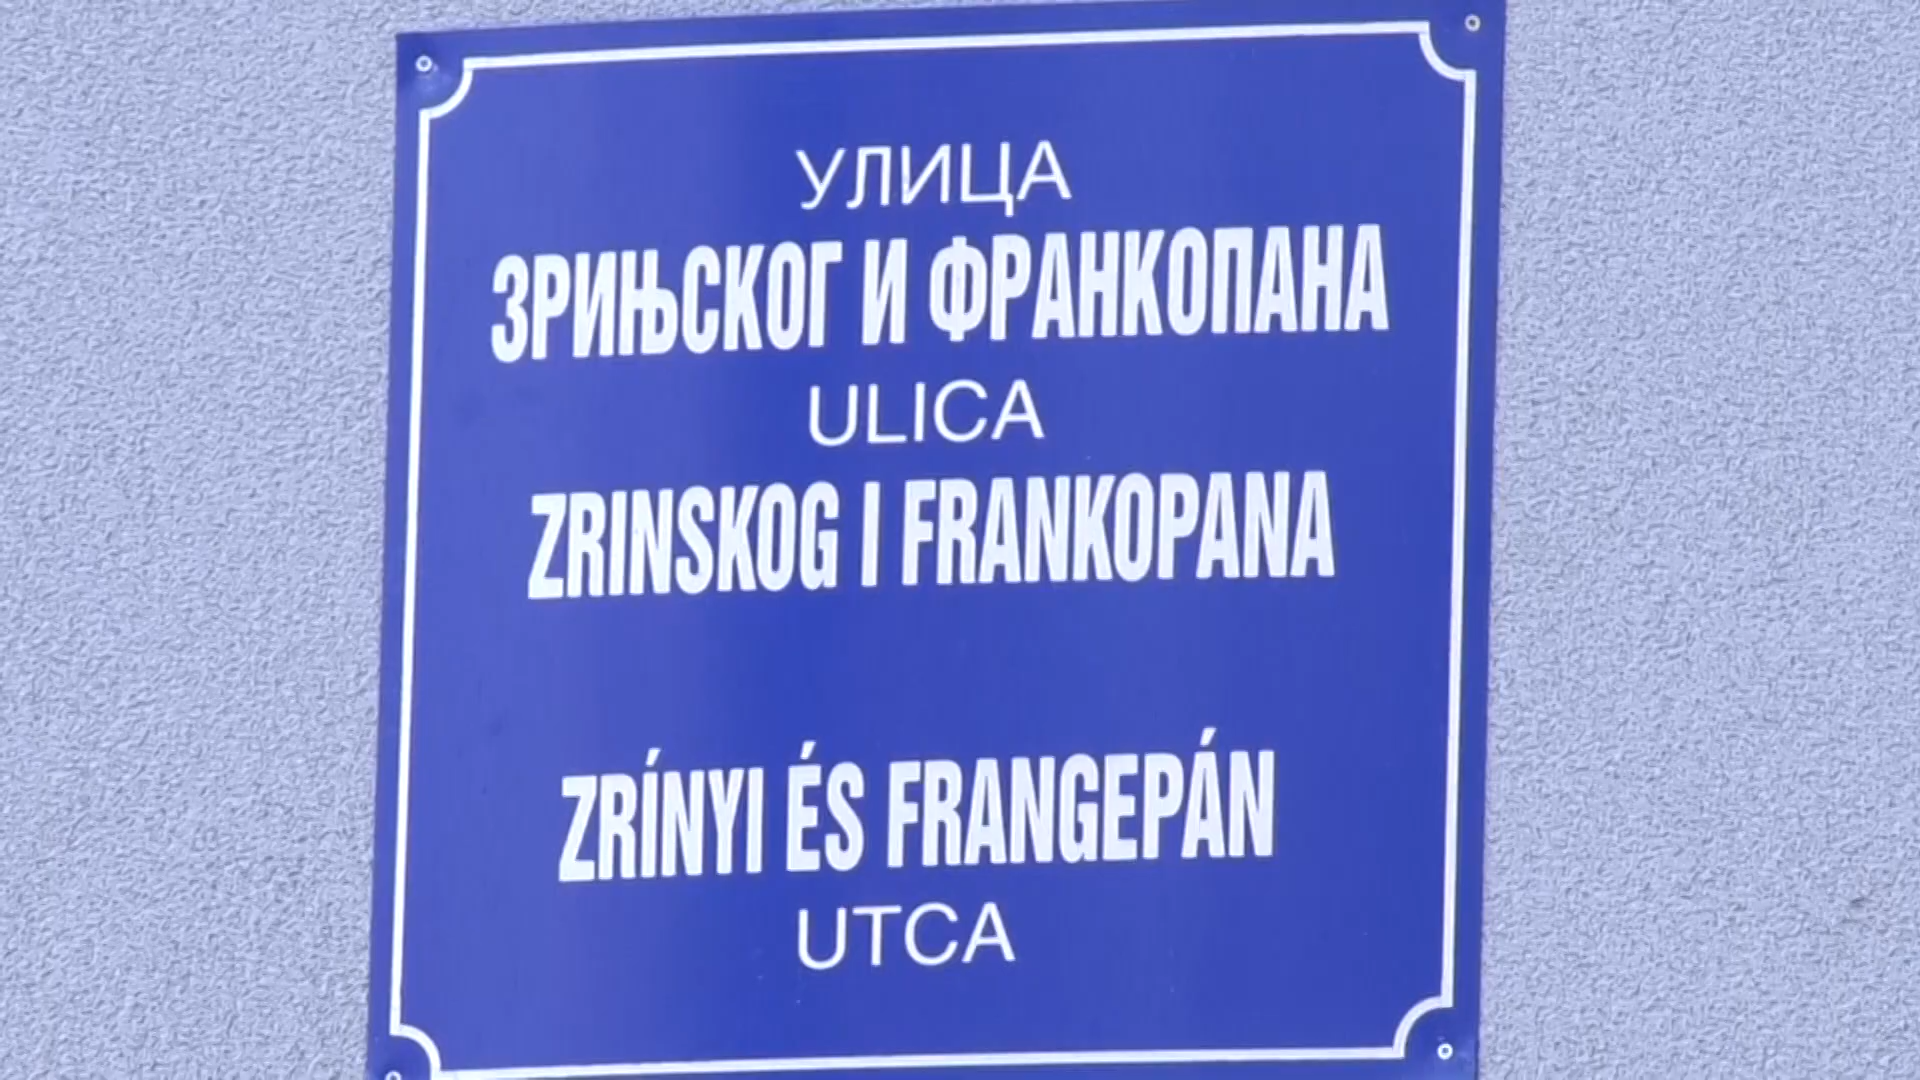 УЛИЦА
ЗРИЊСКОГ И ФРАНКОПАНА
ULICA
ZRINSKOG I FRANKOPANA
ZRÍNYI ÉS FRANGEPÁN
UTCA